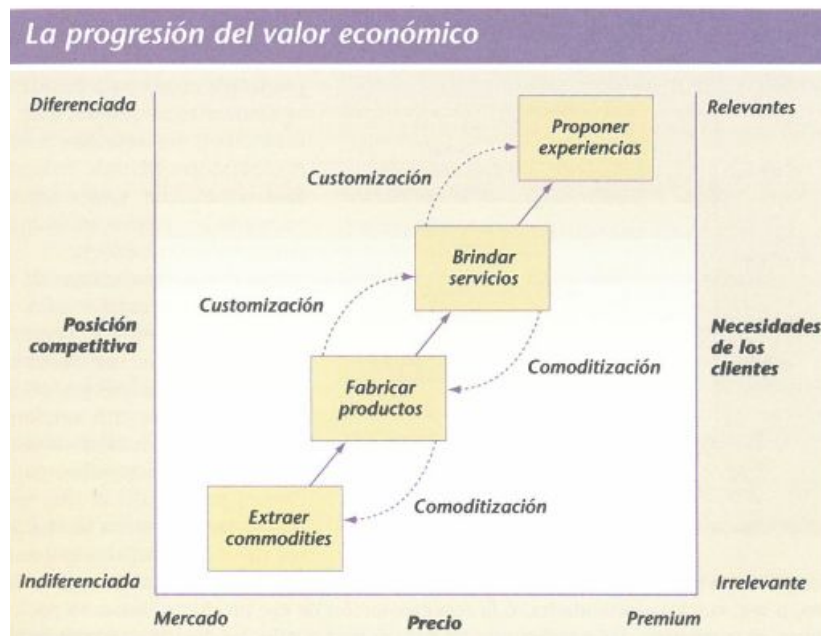 La progresión del valor económico
Diferenciada
Relevantes
Proponer
experiencias
Customización
Brindar
servicios
Customización
Posición
competitiva
Necesidades
de los
clientes
Comoditización
Fabricar
productos
Comoditización
Extraer
commodities
Indiferenciada
Irrelevante
Mercado
Precio
Premium